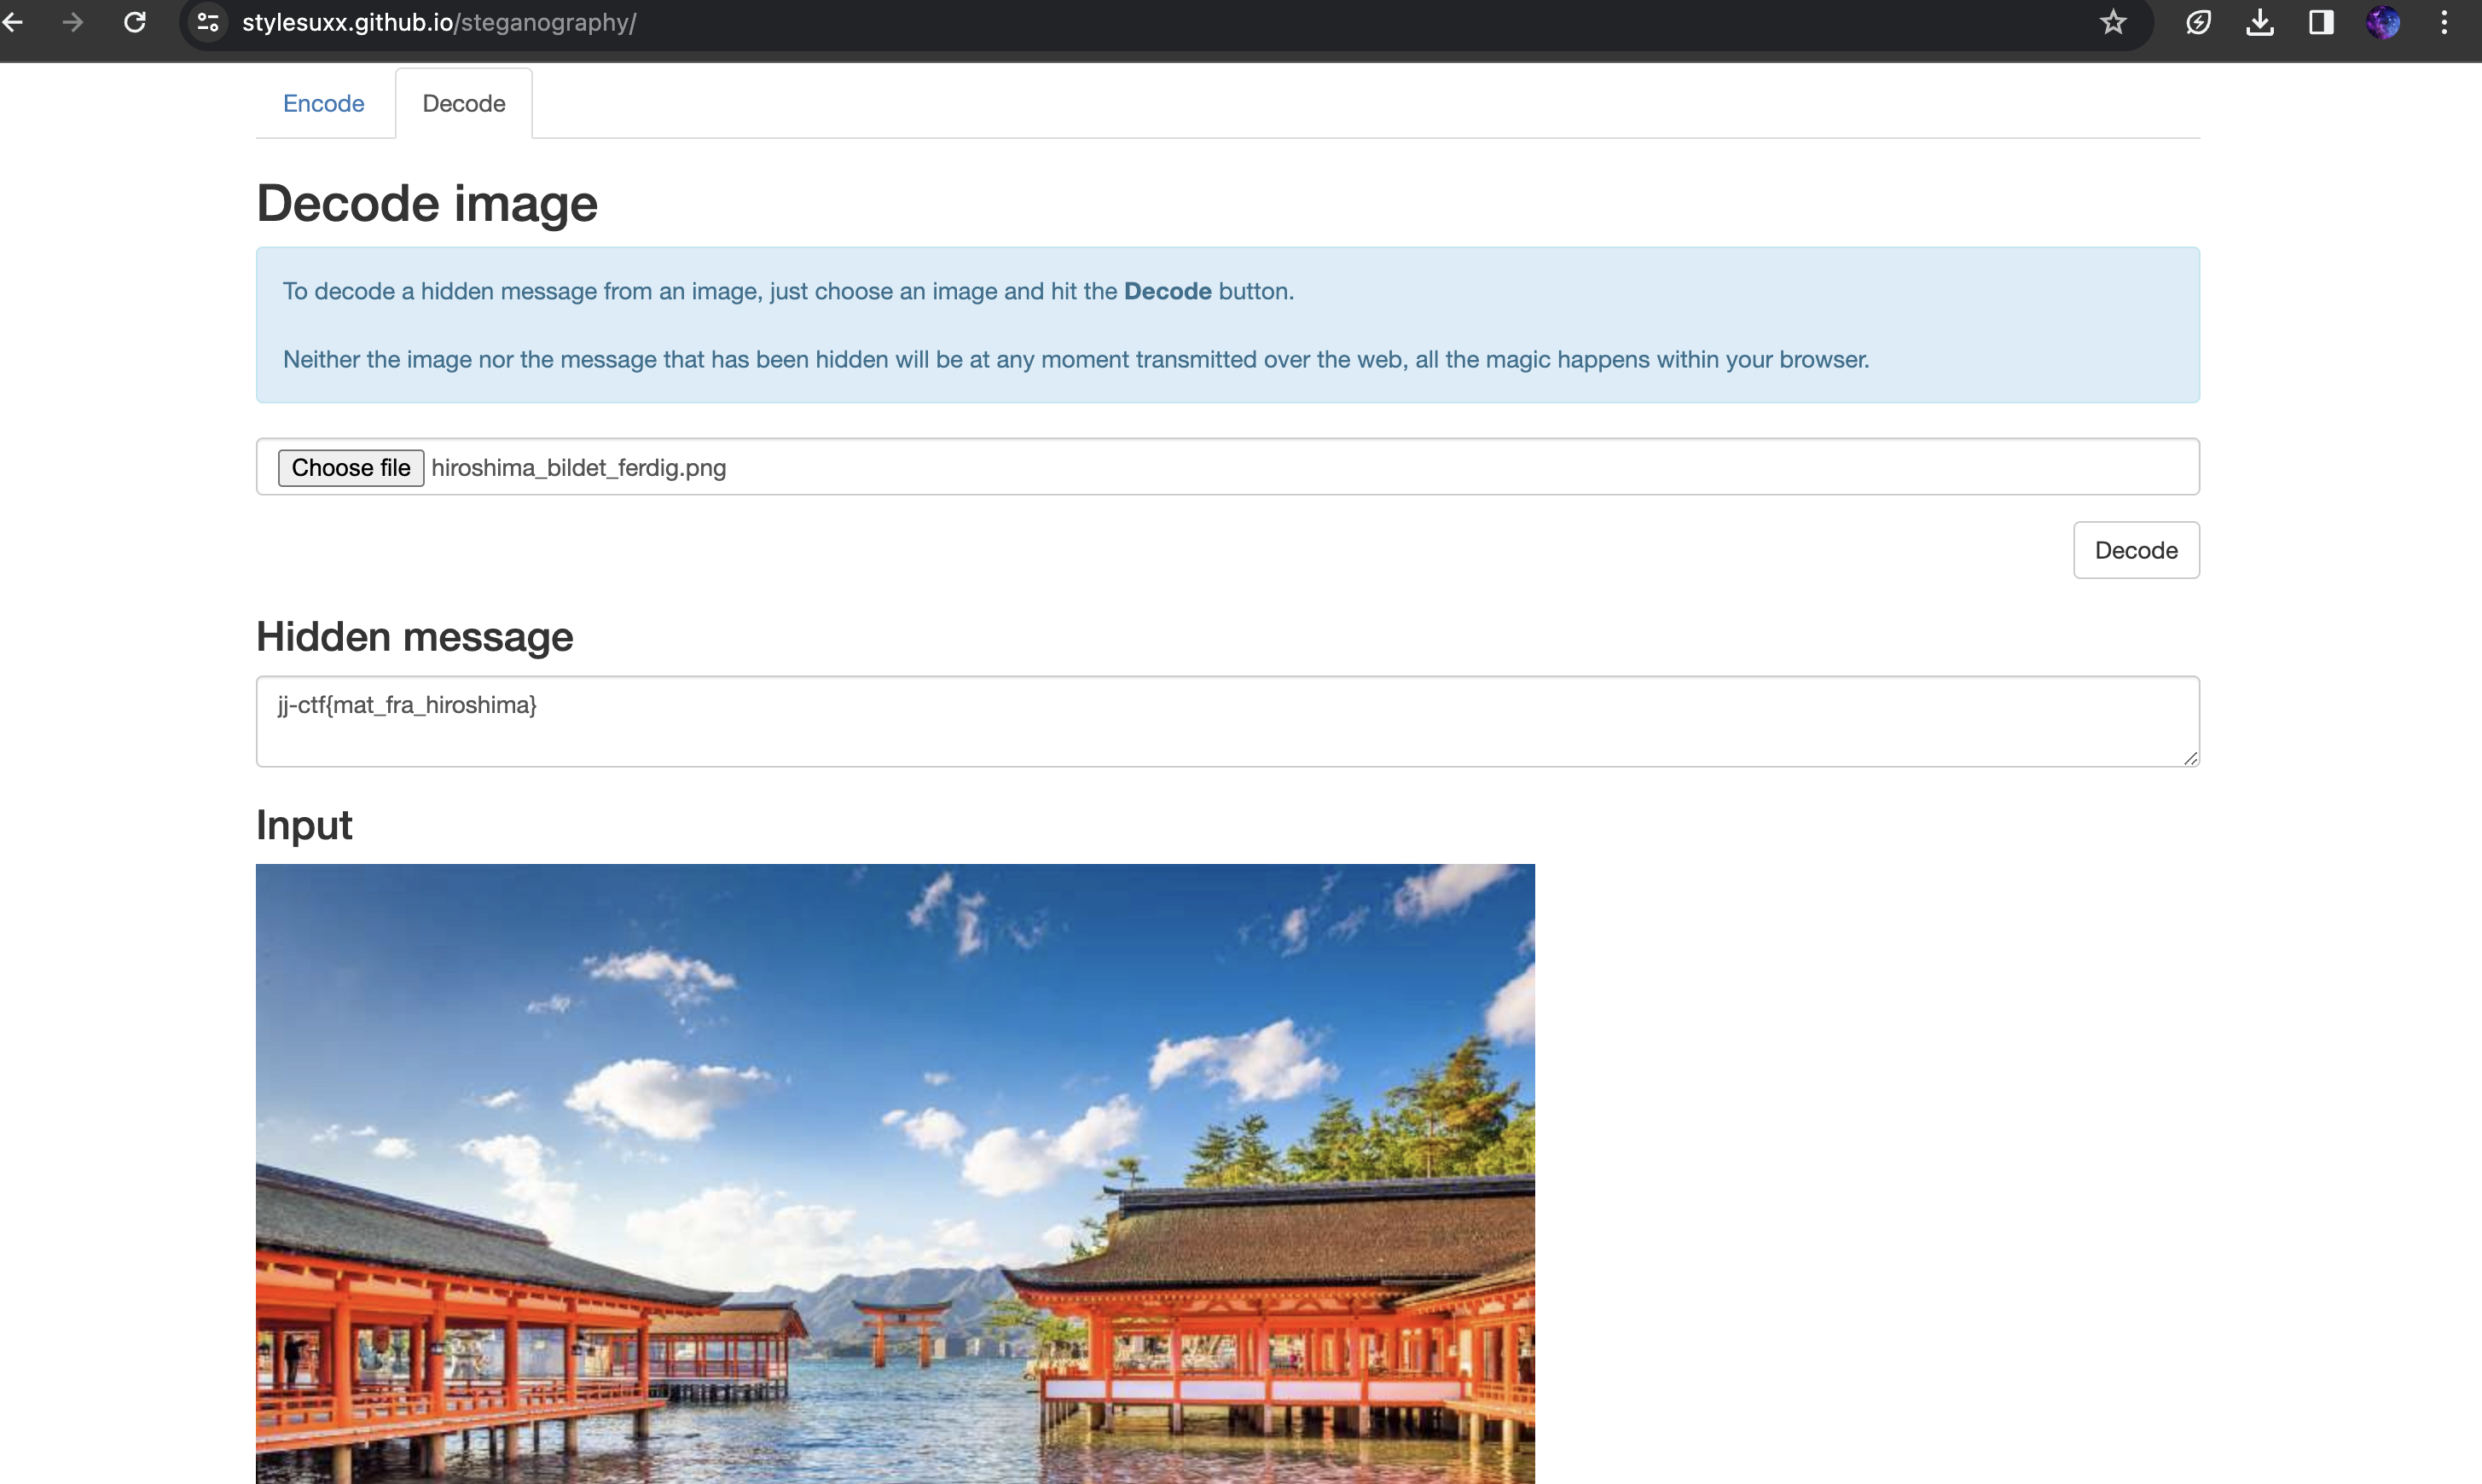 stylesuxx.github.io/steganography/
Encode Decode
Decode image
To decode a hidden message from an image, just choose an image and hit the Decode button.
Neither the image nor the message that has been hidden will be at any moment transmitted over the web, all the magic happens within your browser.
Choose file hiroshima_bildet_ferdig.png
Decode
Hidden message
jj-ctf{mat_fra_hiroshima}
Input